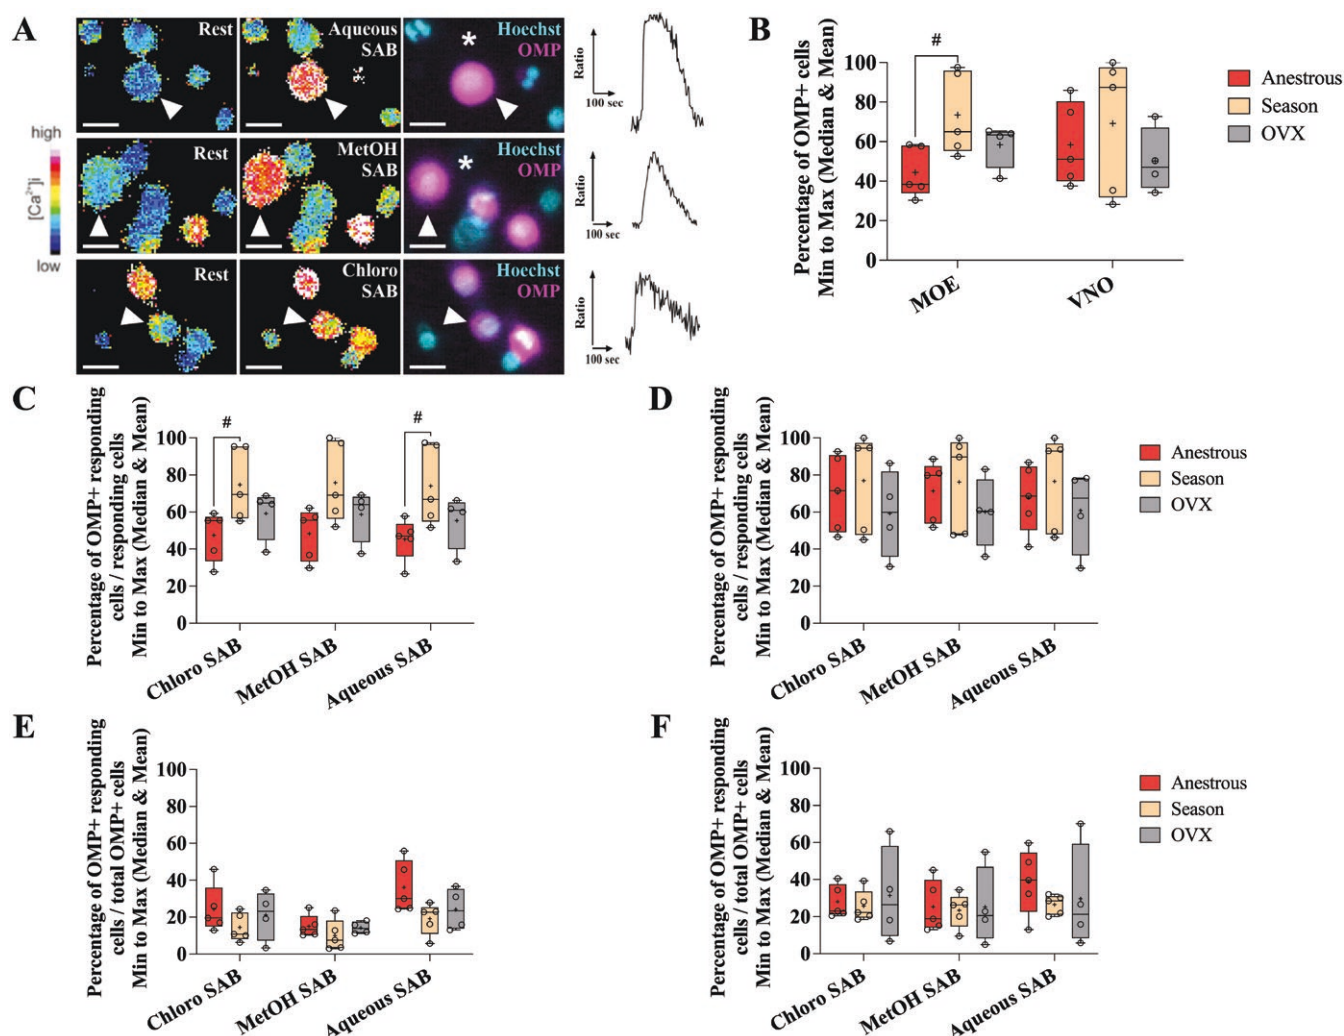 A
Rest
Aqueous
SAB
Hoechst
OMP
*
Ratio
100 sec
high
[Ca²⁺]i
low
Rest
MetOH
SAB
Hoechst
OMP
*
Ratio
100 sec
Rest
Chloro
SAB
Hoechst
OMP
Ratio
100 sec
B
Percentage of OMP+ cells
Min to Max (Median & Mean)
100
80
60
40
20
0
#
MOE
VNO
Anestrous
Season
OVX
C
Percentage of OMP+ responding
cells / responding cells
Min to Max (Median & Mean)
100
80
60
40
20
0
#
#
Chloro SAB
MetOH SAB
Aqueous SAB
D
Percentage of OMP+ responding
cells / responding cells
Min to Max (Median & Mean)
100
80
60
40
20
0
Chloro SAB
MetOH SAB
Aqueous SAB
Anestrous
Season
OVX
E
Percentage of OMP+ responding
cells / total OMP+ cells
Min to Max (Median & Mean)
100
80
60
40
20
0
Chloro SAB
MetOH SAB
Aqueous SAB
F
Percentage of OMP+ responding
cells / total OMP+ cells
Min to Max (Median & Mean)
100
80
60
40
20
0
Chloro SAB
MetOH SAB
Aqueous SAB
Anestrous
Season
OVX